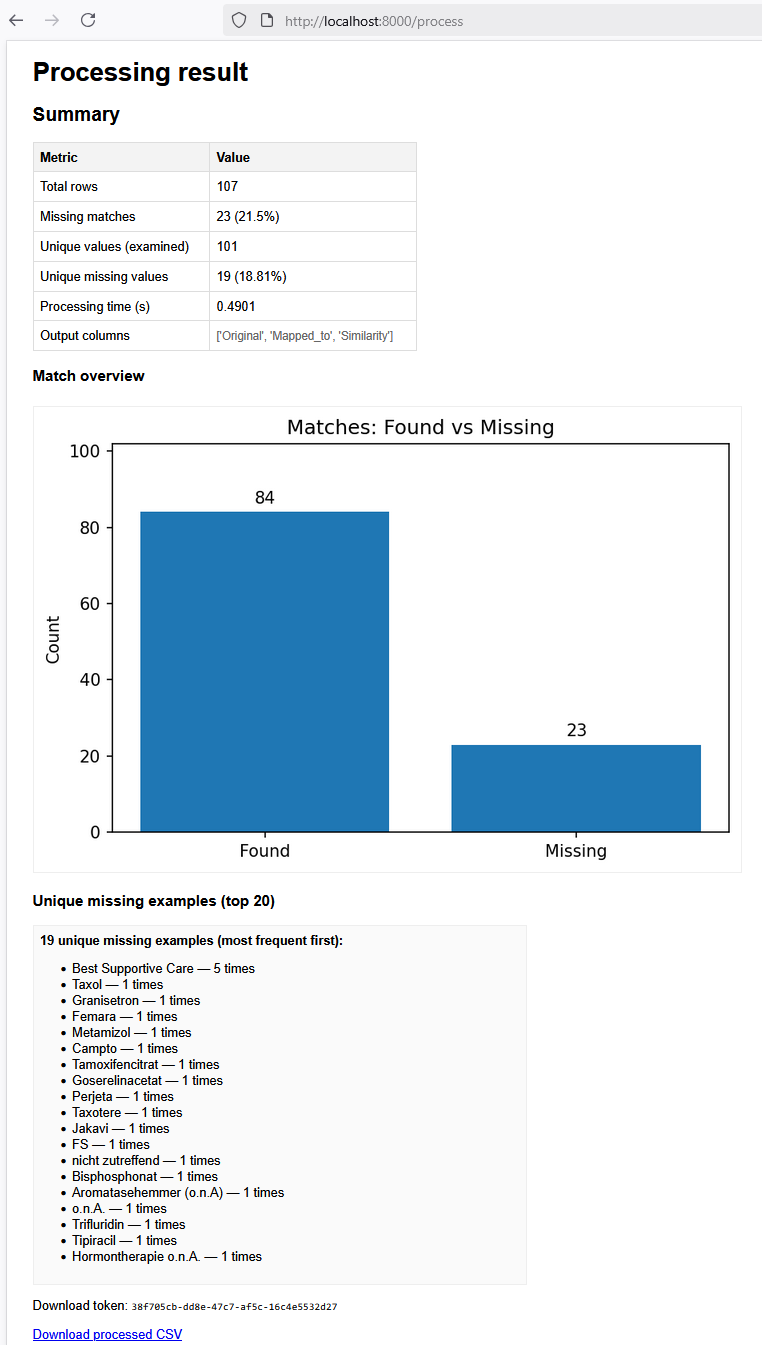 http://localhost:8000/process
Processing result
Summary
Metric Value
Total rows 107
Missing matches 23 (21.5%)
Unique values (examined) 101
Unique missing values 19 (18.81%)
Processing time (s) 0.4901
Output columns ['Original', 'Mapped_to', 'Similarity']
Match overview
Matches: Found vs Missing
100
84
80
60
Count
40
23
20
0
Found Missing
Unique missing examples (top 20)
19 unique missing examples (most frequent first):
Best Supportive Care — 5 times
Taxol — 1 times
Granisetron — 1 times
Femara — 1 times
Metamizol — 1 times
Campto — 1 times
Tamoxifencitrat — 1 times
Goserelinacetat — 1 times
Perjeta — 1 times
Taxotere — 1 times
Jakavi — 1 times
FS — 1 times
nicht zutreffend — 1 times
Bisphosphonat — 1 times
Aromatasehemmer (o.n.A) — 1 times
o.n.A. — 1 times
Trifluridin — 1 times
Tipiracil — 1 times
Hormontherapie o.n.A. — 1 times
Download token: 38f705cb-dd8e-47c7-af5c-16c4e5532d27
Download processed CSV